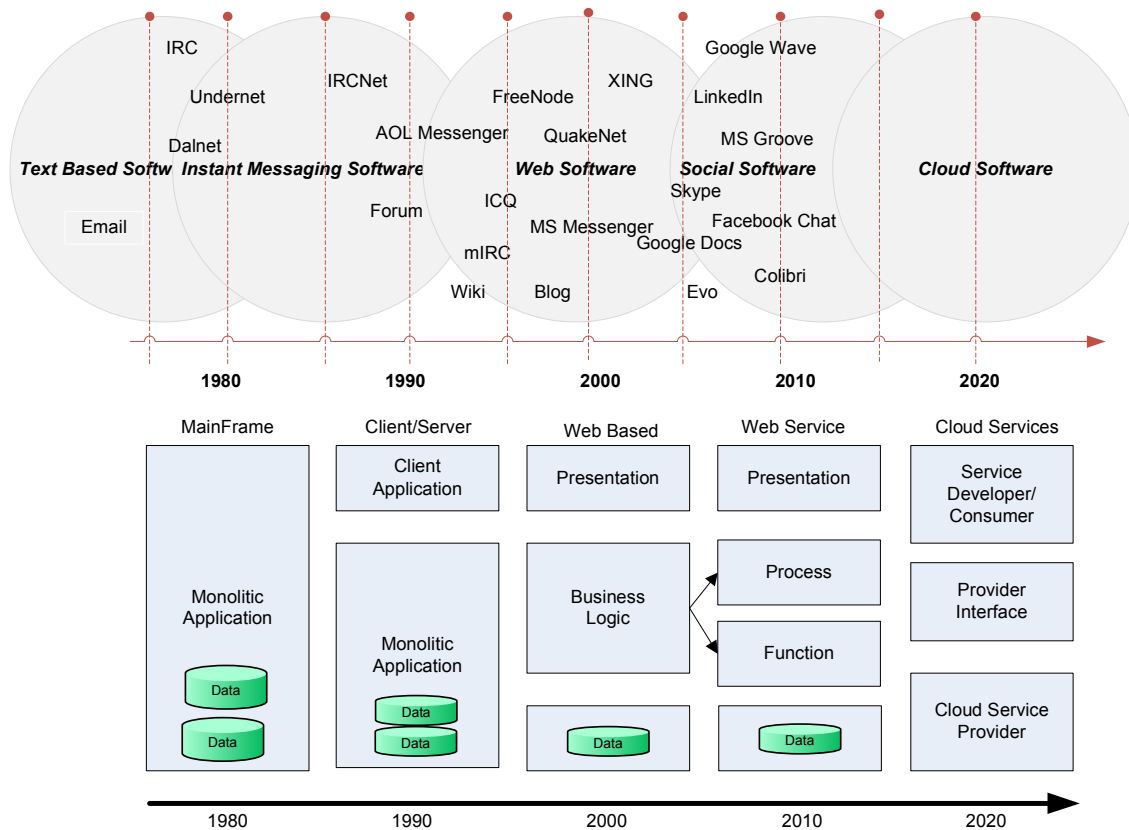 IRC
Google Wave
IRCNet
XING
Undernet
FreeNode
LinkedIn
AOL Messenger
QuakeNet
MS Groove
Dalnet
Text Based Softw
Instant Messaging Software
Web Software
Social Software
Cloud Software
Skype
ICQ
Forum
Email
MS Messenger
Facebook Chat
Google Docs
mIRC
Colibri
Wiki
Blog
Evo
1980
1990
2000
2010
2020
MainFrame
Client/Server
Web Based
Web Service
Cloud Services
Monolitic
Application
Data
Data
Client
Application
Monolitic
Application
Data
Data
Presentation
Business
Logic
Data
Presentation
Process
Function
Data
Service
Developer/
Consumer
Provider
Interface
Cloud Service
Provider
1980
1990
2000
2010
2020